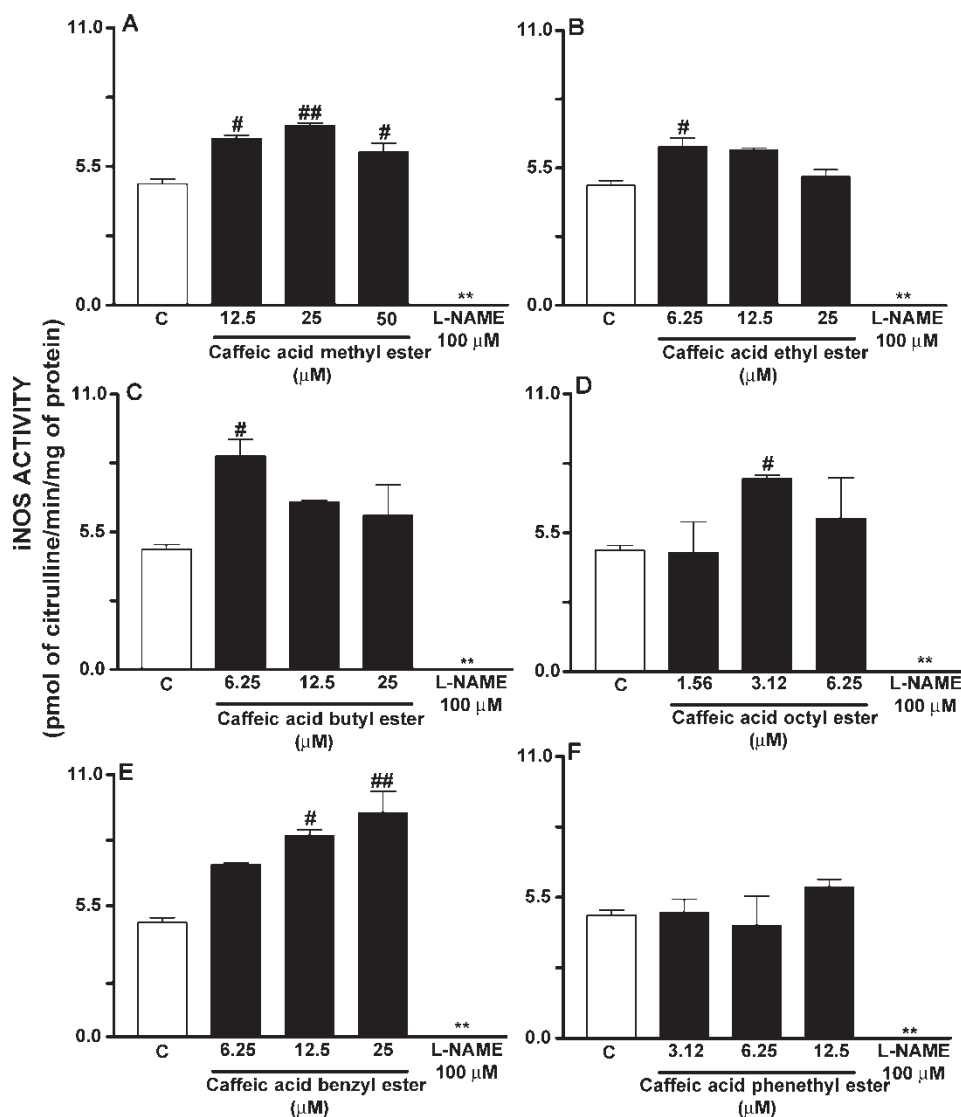 iNOS ACTIVITY
(pmol of citrulline/min/mg of protein)
A
11.0
5.5
0.0
# ## # **
C 12.5 25 50 L-NAME
100 μM
Caffeic acid methyl ester
(μM)
B
11.0
5.5
0.0
# **
C 6.25 12.5 25 L-NAME
100 μM
Caffeic acid ethyl ester
(μM)
C
11.0
5.5
0.0
# **
C 6.25 12.5 25 L-NAME
100 μM
Caffeic acid butyl ester
(μM)
D
11.0
5.5
0.0
# **
C 1.56 3.12 6.25 L-NAME
100 μM
Caffeic acid octyl ester
(μM)
E
11.0
5.5
0.0
# ## **
C 6.25 12.5 25 L-NAME
100 μM
Caffeic acid benzyl ester
(μM)
F
11.0
5.5
0.0
**
C 3.12 6.25 12.5 L-NAME
100 μM
Caffeic acid phenethyl ester
(μM)